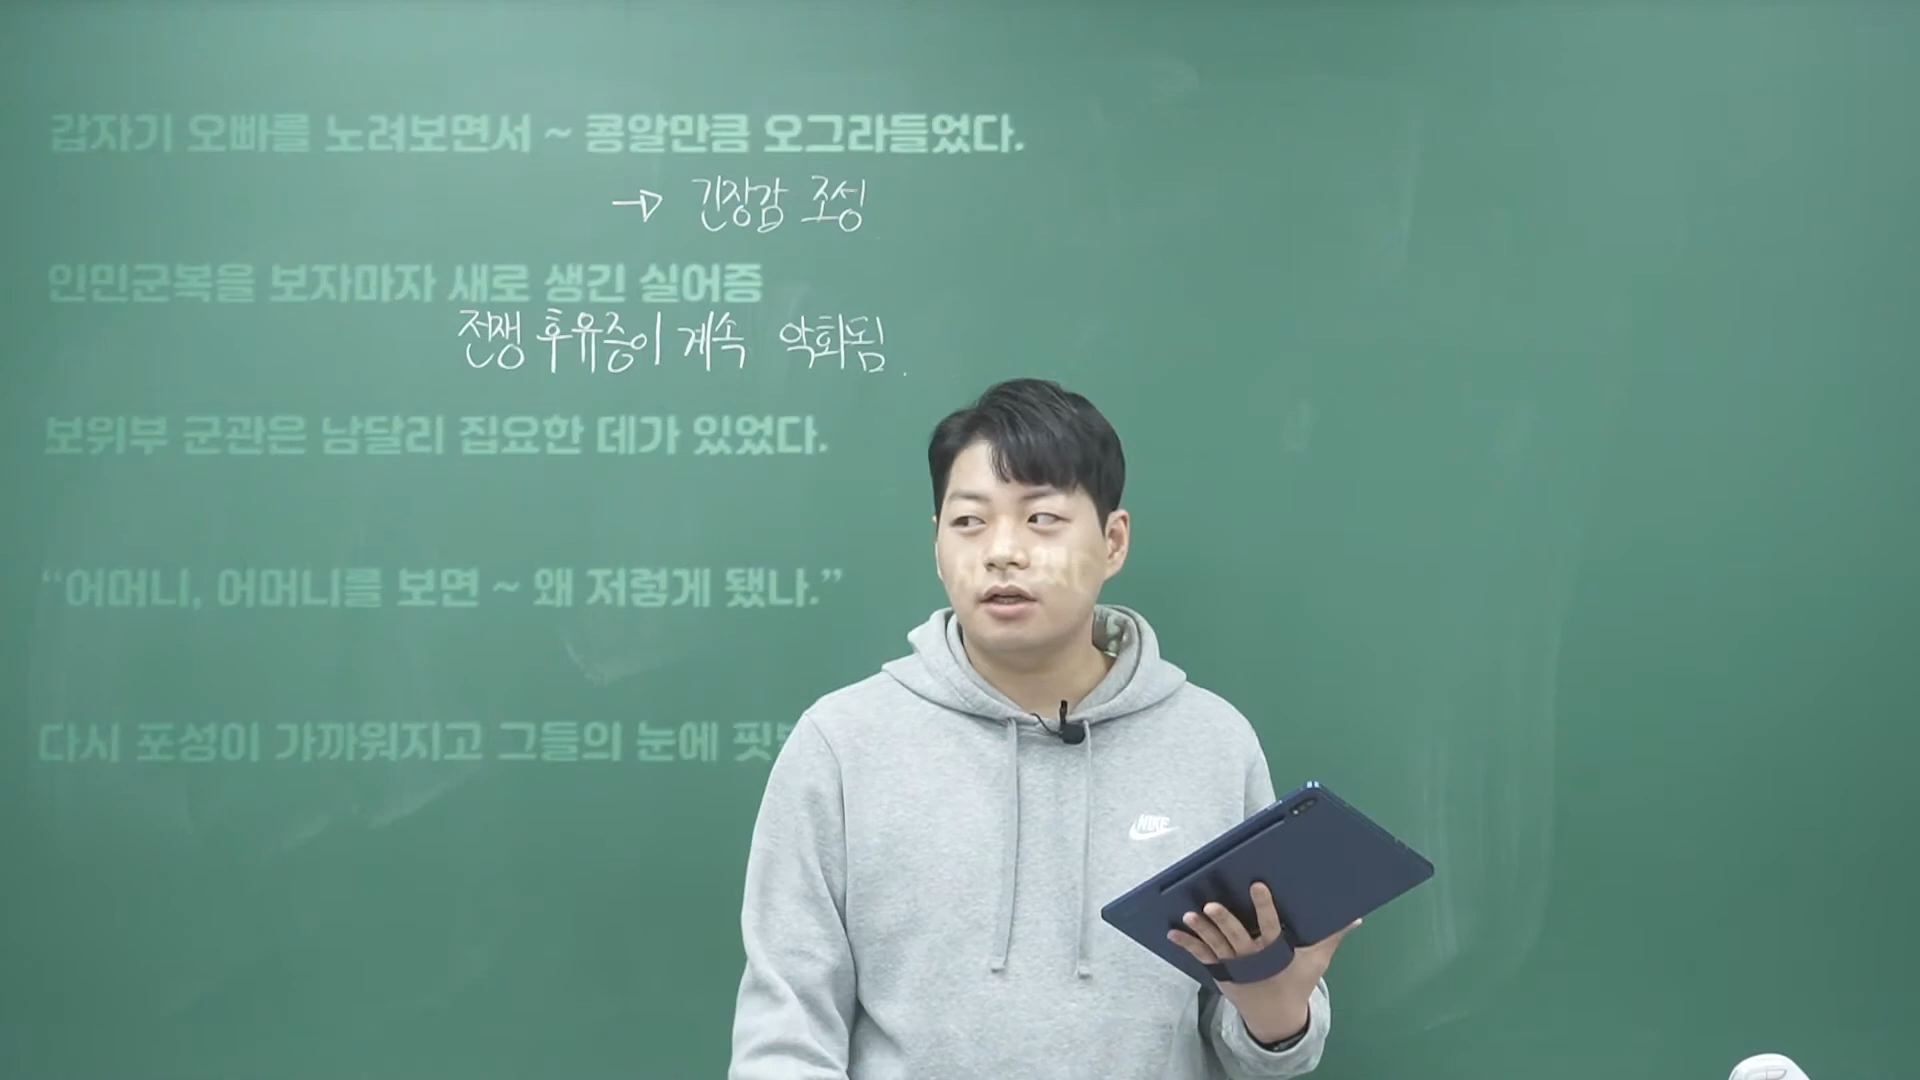 갑자기 오빠를 노려보면서 ~ 콩알만큼 오그라들었다.
→ 긴장감 조성
인민군복을 보자마자 새로 생긴 실어증
전쟁 후유증이 계속 악화됨.
보위부 군관은 남달리 집요한 데가 있었다.
“어머니, 어머니를 보면 ~ 왜 저렇게 됐나.”
다시 포성이 가까워지고 그들의 눈에
NIKE